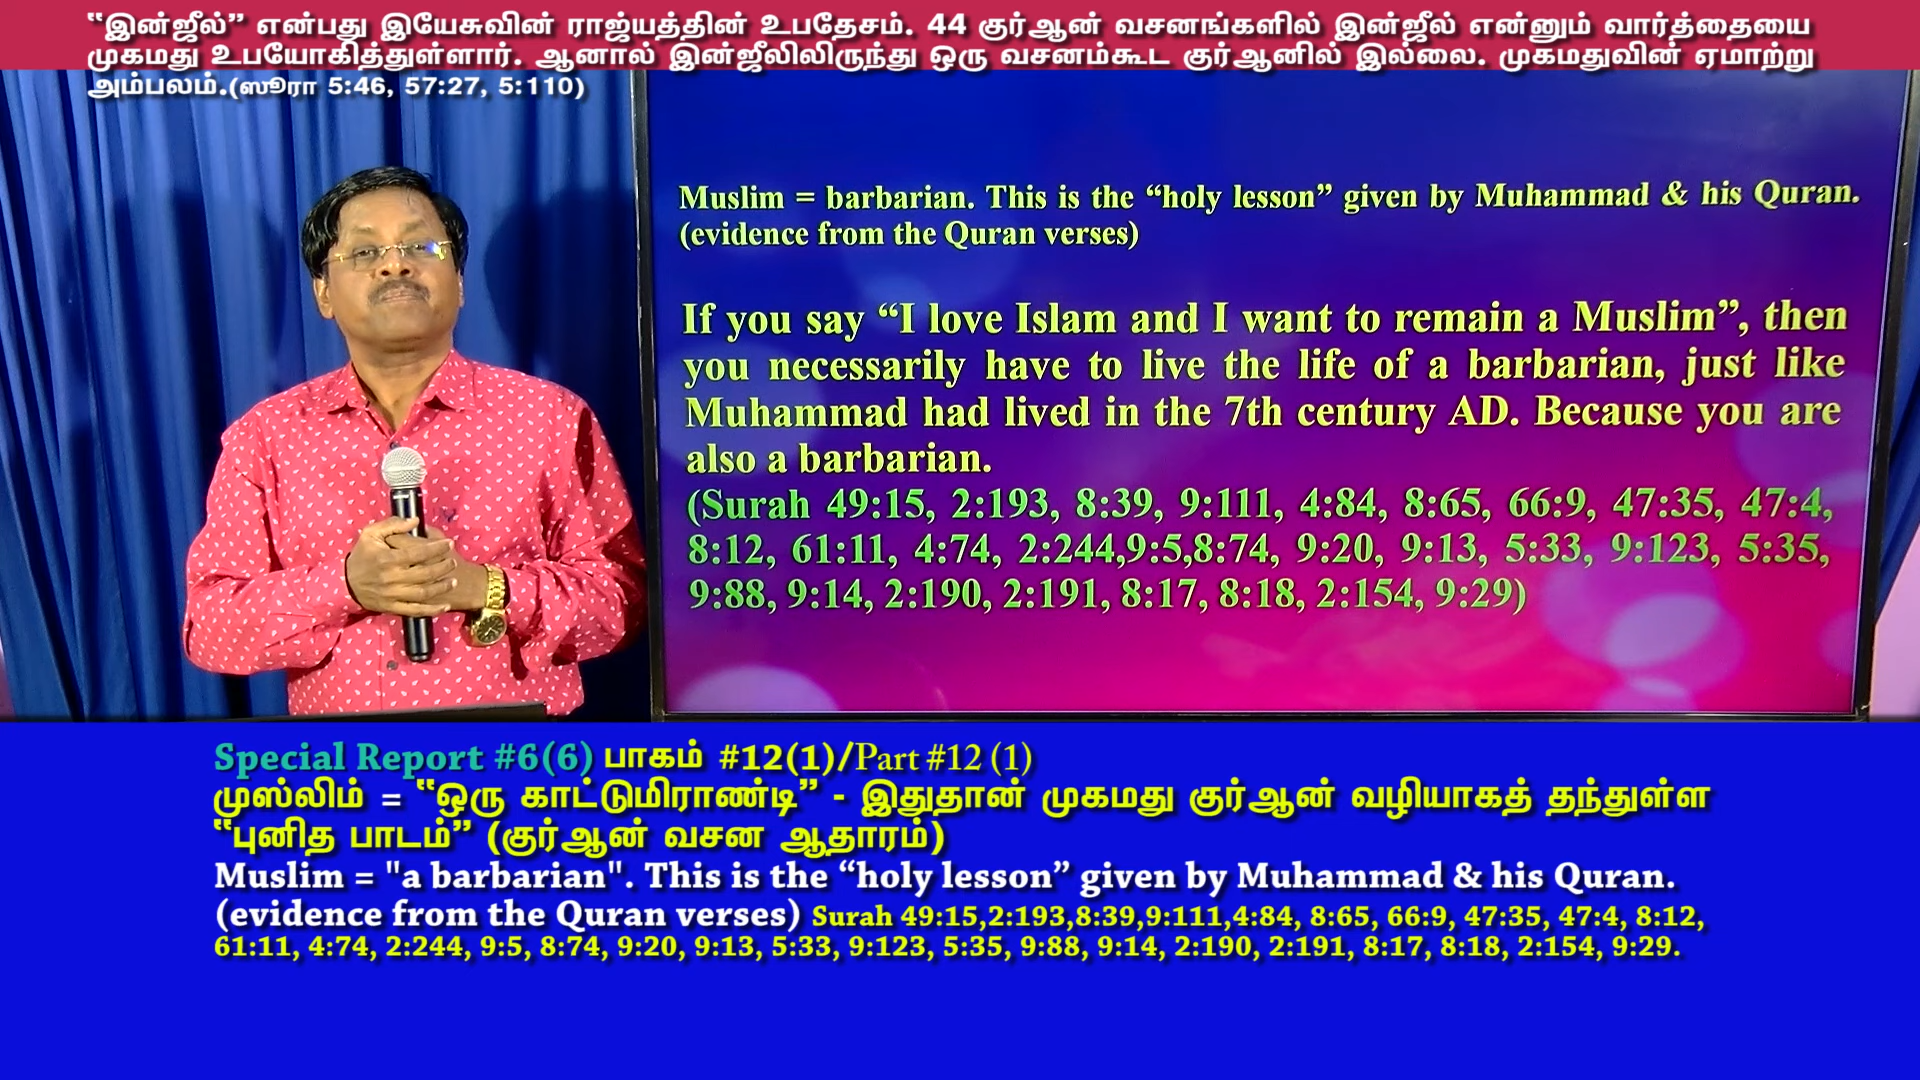 “இன்ஜீல்” என்பது இயேசுவின் ராஜ்யத்தின் உபதேசம். 44 குர்ஆன் வசனங்களில் இன்ஜீல் என்னும் வார்த்தையை
முகமது உபயோகித்துள்ளார். ஆனால் இன்ஜீலிலிருந்து ஒரு வசனம்கூட குர்ஆனில் இல்லை. முகமதுவின் ஏமாற்று
அம்பலம்.(ஸூரா 5:46, 57:27, 5:110)
Muslim = barbarian. This is the “holy lesson” given by Muhammad & his Quran.
(evidence from the Quran verses)
If you say “I love Islam and I want to remain a Muslim”, then
you necessarily have to live the life of a barbarian, just like
Muhammad had lived in the 7th century AD. Because you are
also a barbarian.
(Surah 49:15, 2:193, 8:39, 9:111, 4:84, 8:65, 66:9, 47:35, 47:4,
8:12, 61:11, 4:74, 2:244,9:5,8:74, 9:20, 9:13, 5:33, 9:123, 5:35,
9:88, 9:14, 2:190, 2:191, 8:17, 8:18, 2:154, 9:29)
Special Report #6(6) பாகம் #12(1)/Part #12 (1)
முஸ்லிம் = “ஒரு காட்டுமிராண்டி” - இதுதான் முகமது குர்ஆன் வழியாகத் தந்துள்ள
“புனித பாடம்” (குர்ஆன் வசன ஆதாரம்)
Muslim = "a barbarian". This is the “holy lesson” given by Muhammad & his Quran.
(evidence from the Quran verses) Surah 49:15,2:193,8:39,9:111,4:84, 8:65, 66:9, 47:35, 47:4, 8:12,
61:11, 4:74, 2:244, 9:5, 8:74, 9:20, 9:13, 5:33, 9:123, 5:35, 9:88, 9:14, 2:190, 2:191, 8:17, 8:18, 2:154, 9:29.